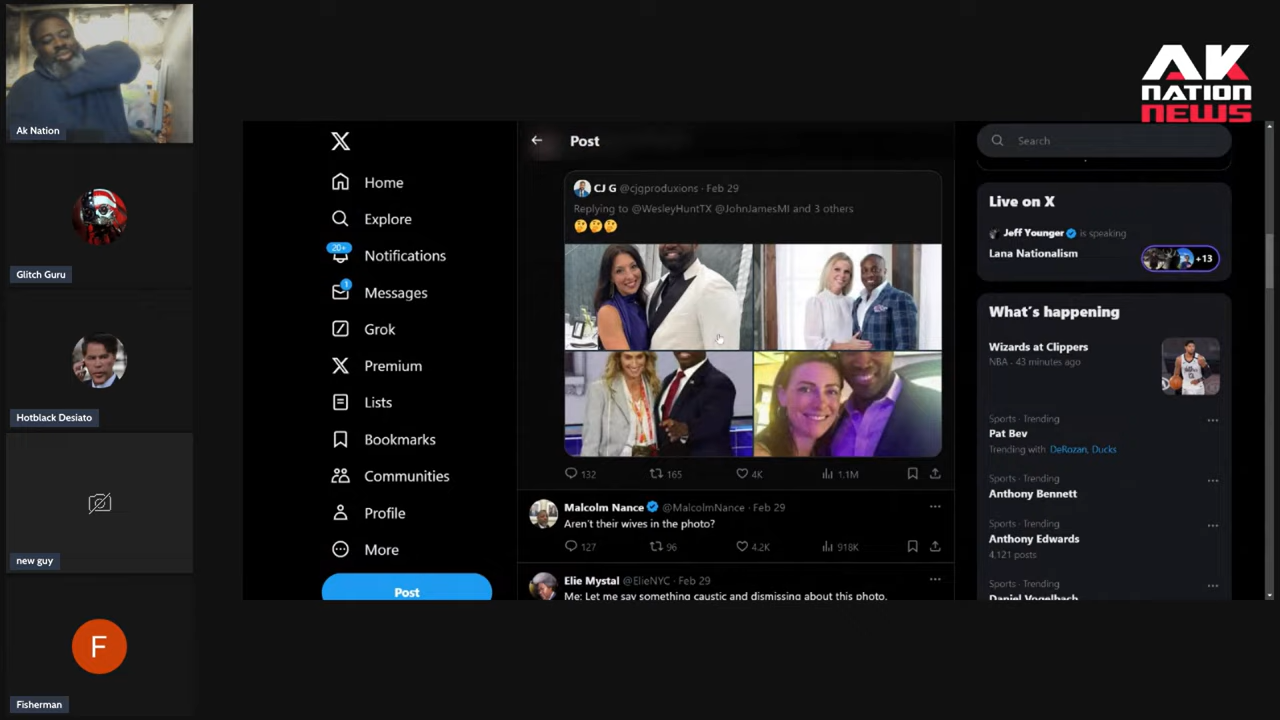 Ak Nation
Glitch Guru
Hotblack Desiato
new guy
F
Fisherman
AK
NATION
NEWS
X
Home
Explore
20+
Notifications
1
Messages
Grok
Premium
Lists
Bookmarks
Communities
Profile
More
Post
Post
CJ G @cjgproduxions · Feb 29
Replying to @WesleyHuntTX @JohnJamesMI and 3 others
🤔🤔🤔
132 165 4K 1.1M
Malcolm Nance @MalcolmNance · Feb 29
Aren't their wives in the photo?
127 96 4.2K 918K
Elie Mystal @ElieNYC · Feb 29
Me: Let me say something caustic and dismissing about this photo.
Search
Live on X
Jeff Younger is speaking
Lana Nationalism
+13
What's happening
Wizards at Clippers
NBA · 43 minutes ago
Sports · Trending
Pat Bev
Trending with DeRozan, Ducks
Sports · Trending
Anthony Bennett
Sports · Trending
Anthony Edwards
4,121 posts
Sports · Trending
Daniel Vogelbach